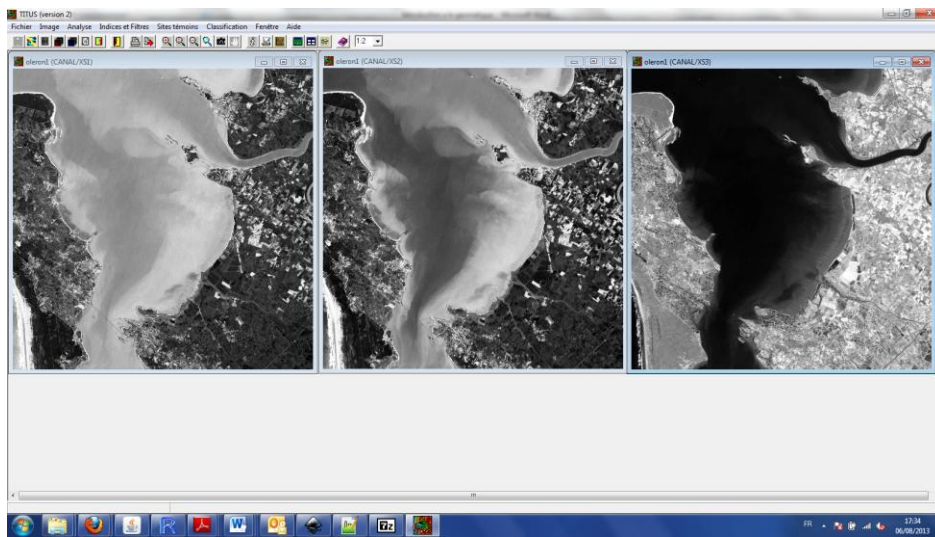 TITUS (version 2)
Fichier Image Analyse Indices et Filtres Sites témoins Classification Fenêtre Aide
1:2
oleron1 (CANAL/XS1)
oleron1 (CANAL/XS2)
oleron1 (CANAL/XS3)
FR
17:34
06/08/2013